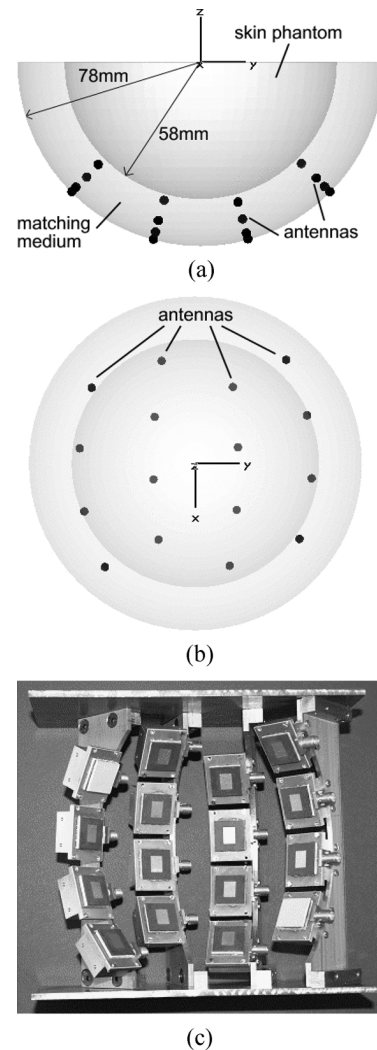 z
skin phantom
x
y
78mm
58mm
matching
medium
antennas
(a)
antennas
z
y
x
(b)
(c)